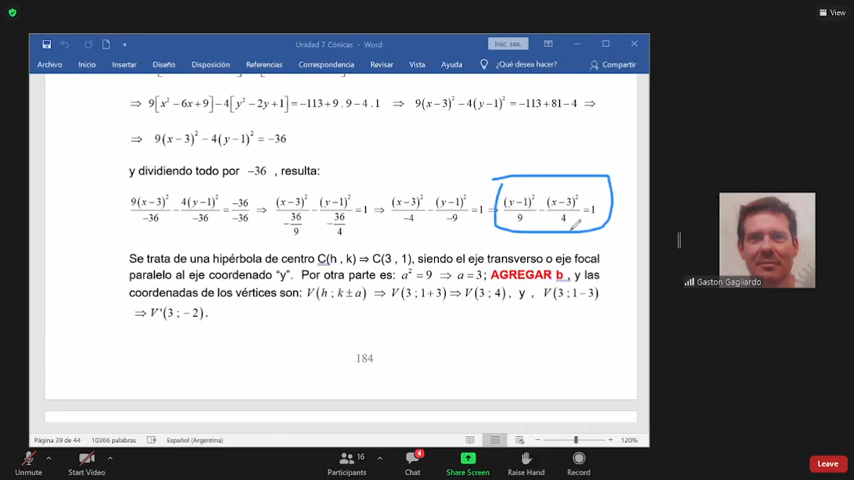 View
Unidad 7 Cónicas - Word
Inic. ses.
Archivo Inicio Insertar Diseño Disposición Referencias Correspondencia Revisar Vista Ayuda ¿Qué desea hacer? Compartir
⇒ 9[x² − 6x + 9] − 4[y² − 2y + 1] = −113 + 9 . 9 − 4 . 1 ⇒ 9(x − 3)² − 4(y − 1)² = −113 + 81 − 4 ⇒
⇒ 9(x − 3)² − 4(y − 1)² = −36
y dividiendo todo por −36 , resulta:
9(x−3)²/−36 − 4(y−1)²/−36 = −36/−36 ⇒ (x−3)²/(−36/9) − (y−1)²/(−36/4) = 1 ⇒ (x−3)²/−4 − (y−1)²/−9 = 1 ⇒ (y−1)²/9 − (x−3)²/4 = 1
Se trata de una hipérbola de centro C(h , k) ⇒ C(3 , 1), siendo el eje transverso o eje focal
paralelo al eje coordenado “y”. Por otra parte es: a² = 9 ⇒ a = 3; AGREGAR b , y las
coordenadas de los vértices son: V(h ; k ± a) ⇒ V(3 ; 1+3) ⇒ V(3 ; 4) , y , V(3 ; 1−3)
⇒ V'(3 ; −2) .
184
Gaston Gagliardo
Página 39 de 44 10366 palabras Español (Argentina) 120%
16 4
Unmute Start Video Participants Chat Share Screen Raise Hand Record Leave